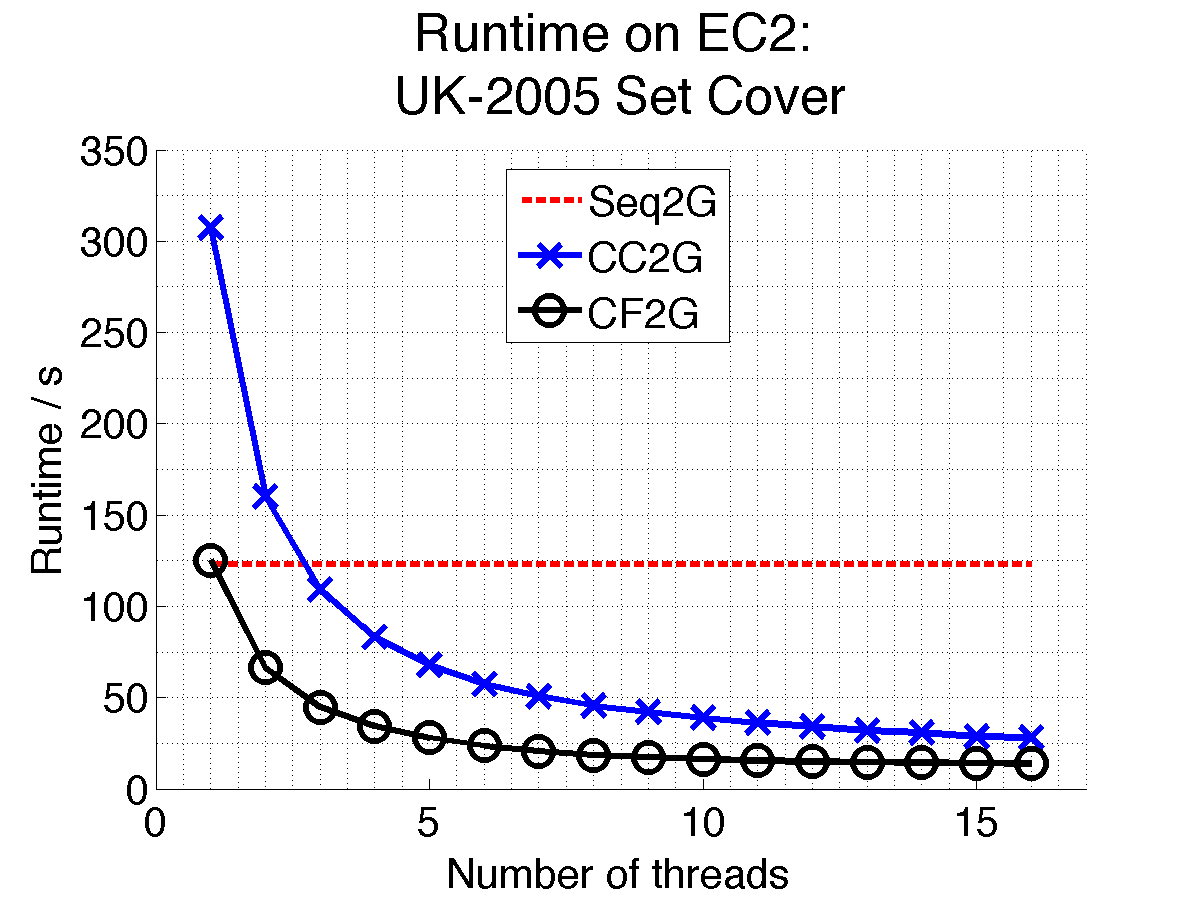 Runtime on EC2:
UK-2005 Set Cover
350
300
250
200
150
100
50
0
Runtime / s
Seq2G
CC2G
CF2G
0 5 10 15
Number of threads